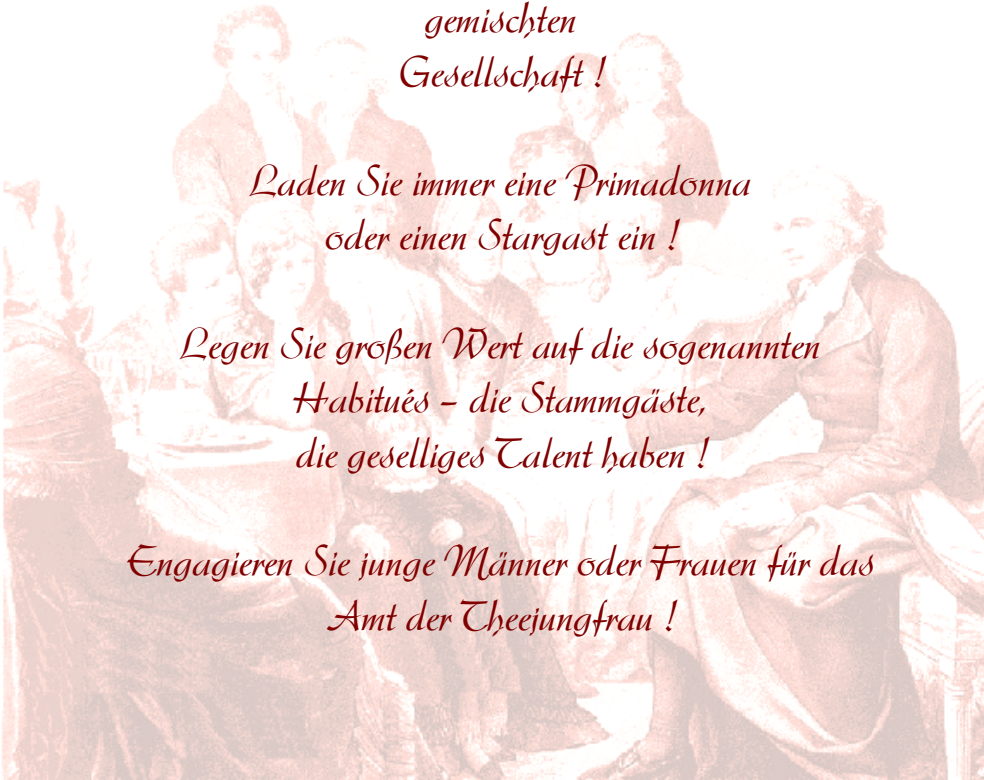 gemischten
Gesellschaft !
Laden Sie immer eine Primadonna
oder einen Stargast ein !
Legen Sie großen Wert auf die sogenannten
Habitués – die Stammgäste,
die geselliges Talent haben !
Engagieren Sie junge Männer oder Frauen für das
Amt der Theejungfrau !